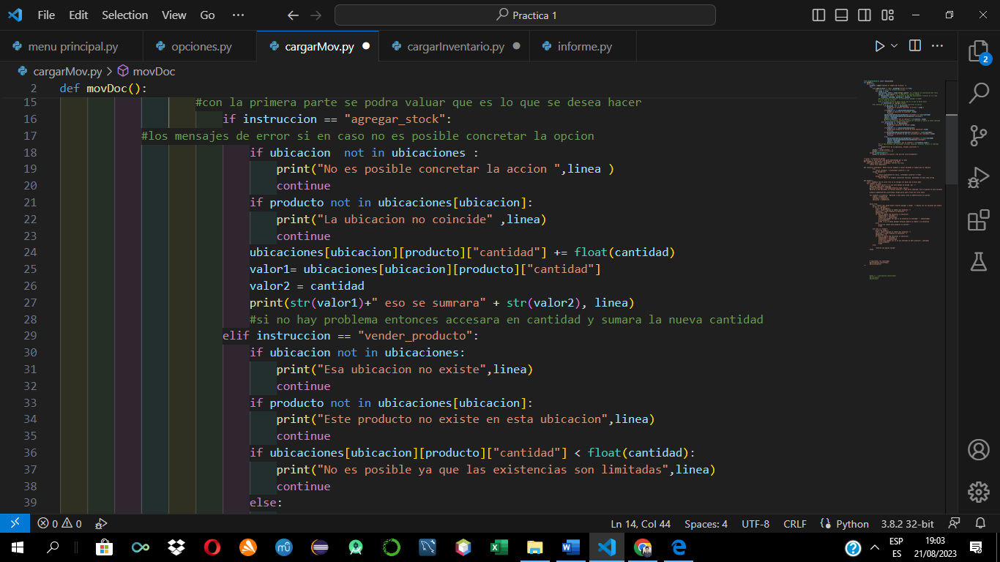 File Edit Selection View Go ··· Practica 1
menu principal.py opciones.py cargarMov.py cargarInventario.py informe.py
cargarMov.py > movDoc
2 def movDoc():
15 #con la primera parte se podra valuar que es lo que se desea hacer
16 if instruccion == "agregar_stock":
17 #los mensajes de error si en caso no es posible concretar la opcion
18 if ubicacion  not in ubicaciones :
19 print("No es posible concretar la accion ",linea )
20 continue
21 if producto not in ubicaciones[ubicacion]:
22 print("La ubicacion no coincide" ,linea)
23 continue
24 ubicaciones[ubicacion][producto]["cantidad"] += float(cantidad)
25 valor1= ubicaciones[ubicacion][producto]["cantidad"]
26 valor2 = cantidad
27 print(str(valor1)+" eso se sumrara" + str(valor2), linea)
28 #si no hay problema entonces accesara en cantidad y sumara la nueva cantidad
29 elif instruccion == "vender_producto":
30 if ubicacion not in ubicaciones:
31 print("Esa ubicacion no existe",linea)
32 continue
33 if producto not in ubicaciones[ubicacion]:
34 print("Este producto no existe en esta ubicacion",linea)
35 continue
36 if ubicaciones[ubicacion][producto]["cantidad"] < float(cantidad):
37 print("No es posible ya que las existencias son limitadas",linea)
38 continue
39 else:
2
0 0 Ln 14, Col 44 Spaces: 4 UTF-8 CRLF Python 3.8.2 32-bit
ESP 19:03
ES 21/08/2023